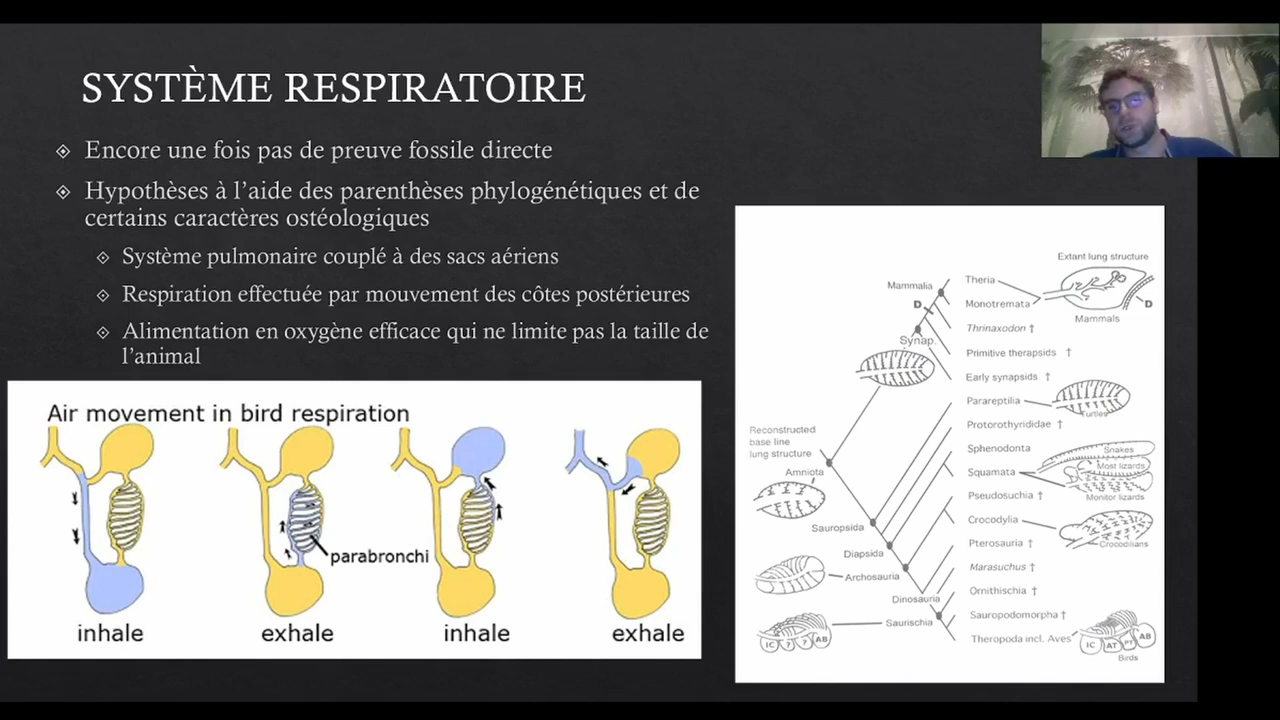 SYSTÈME RESPIRATOIRE
Encore une fois pas de preuve fossile directe
Hypothèses à l’aide des parenthèses phylogénétiques et de
certains caractères ostéologiques
Système pulmonaire couplé à des sacs aériens
Respiration effectuée par mouvement des côtes postérieures
Alimentation en oxygène efficace qui ne limite pas la taille de
l’animal
Air movement in bird respiration
parabronchi
inhale
exhale
inhale
exhale
Extant lung structure
Mammalia
Theria
D
Monotremata
D
Mammals
Thrinaxodon †
Synap.
Primitive therapsids †
Early synapsids †
Parareptilia
Turtles
Protorothyrididae †
Reconstructed
base line
lung structure
Sphenodonta
Snakes
Amniota
Squamata
Most lizards
Monitor lizards
Pseudosuchia †
Sauropsida
Crocodylia
Crocodilians
Diapsida
Pterosauria †
Archosauria
Marasuchus †
Dinosauria
Ornithischia †
Saurischia
Sauropodomorpha †
IC ? ? AB
Theropoda incl. Aves
IC AT PT AB
Birds